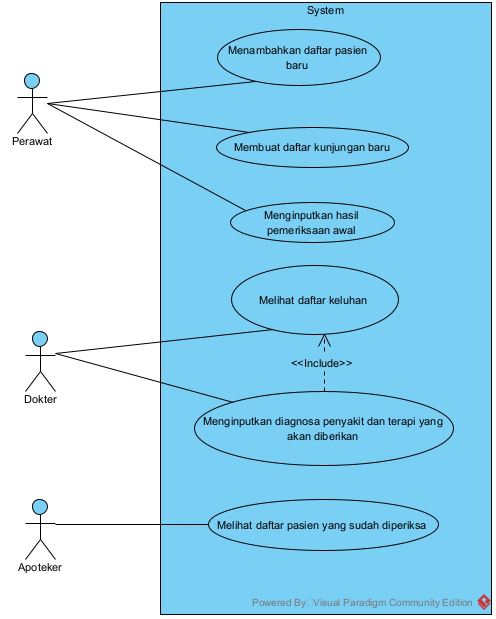 System
Menambahkan daftar pasien
baru
Perawat
Membuat daftar kunjungan baru
Menginputkan hasil
pemeriksaan awal
Melihat daftar keluhan
<<Include>>
Dokter
Menginputkan diagnosa penyakit dan terapi yang
akan diberikan
Melihat daftar pasien yang sudah diperiksa
Apoteker
Powered By Visual Paradigm Community Edition